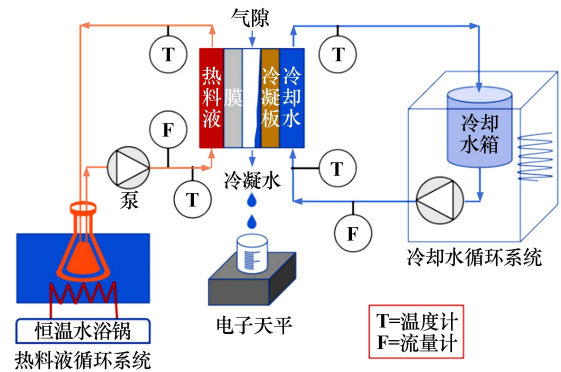 气隙
T
T
热料液
膜
冷凝板
冷却水
F
冷却
水箱
T
T
泵
冷凝水
F
冷却水循环系统
电子天平
恒温水浴锅
热料液循环系统
T=温度计
F=流量计